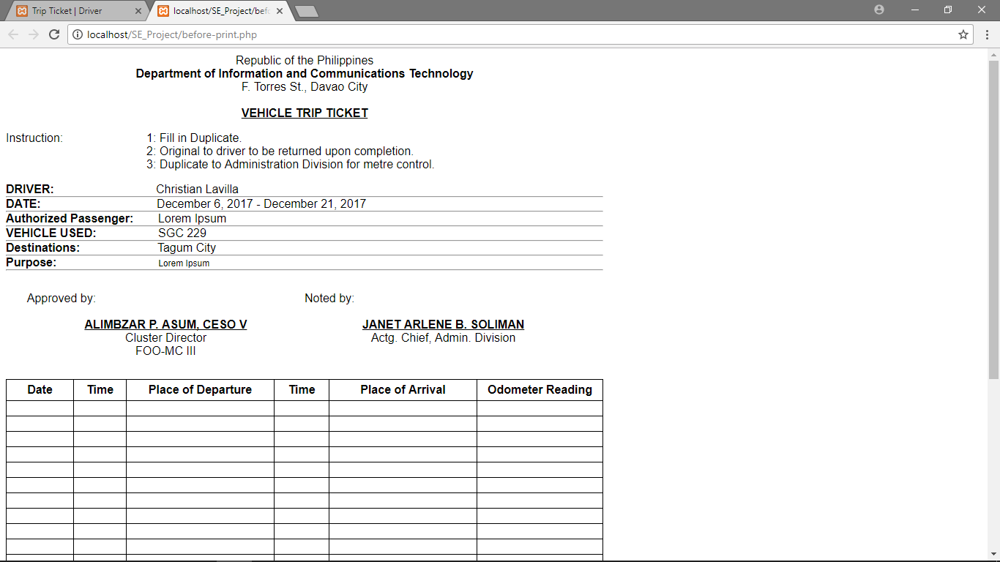 Trip Ticket | Driver
localhost/SE_Project/bef
localhost/SE_Project/before-print.php
Republic of the Philippines
Department of Information and Communications Technology
F. Torres St., Davao City
VEHICLE TRIP TICKET
Instruction: 1: Fill in Duplicate.
2: Original to driver to be returned upon completion.
3: Duplicate to Administration Division for metre control.
DRIVER: Christian Lavilla
DATE: December 6, 2017 - December 21, 2017
Authorized Passenger: Lorem Ipsum
VEHICLE USED: SGC 229
Destinations: Tagum City
Purpose: Lorem Ipsum
Approved by: Noted by:
ALIMBZAR P. ASUM, CESO V JANET ARLENE B. SOLIMAN
Cluster Director Actg. Chief, Admin. Division
FOO-MC III
Date Time Place of Departure Time Place of Arrival Odometer Reading